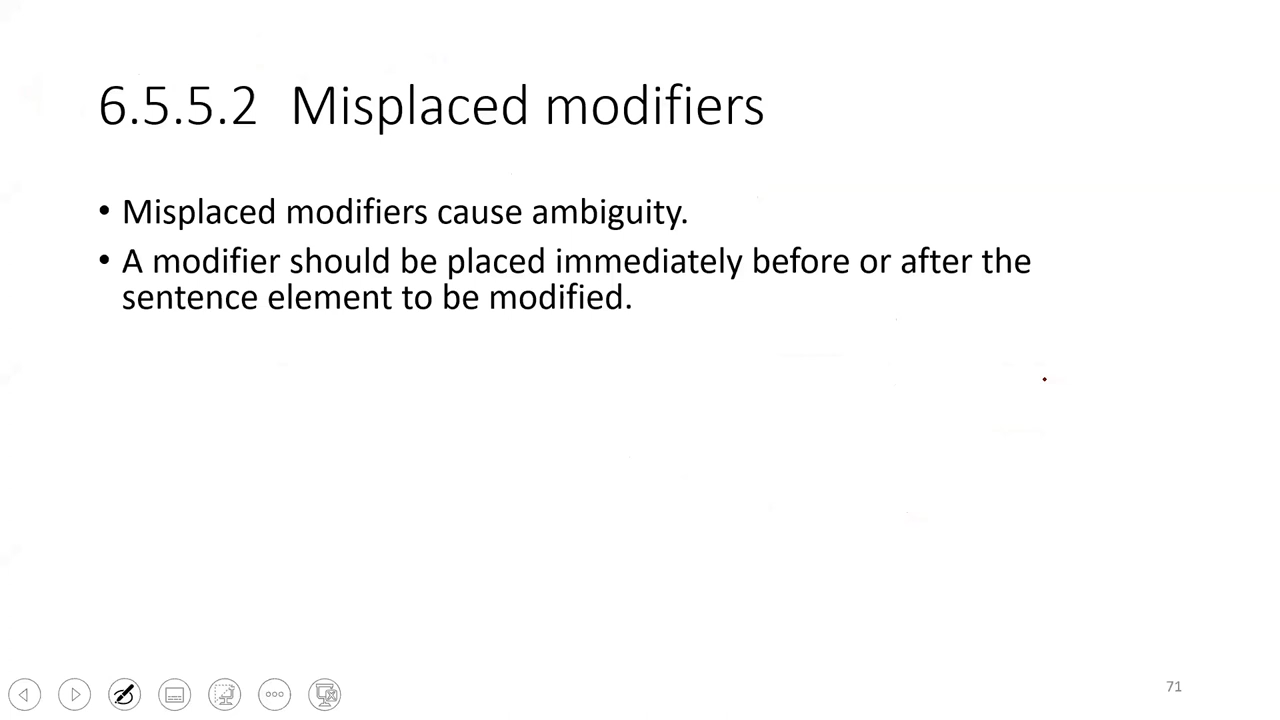 6.5.5.2 Misplaced modifiers
• Misplaced modifiers cause ambiguity.
• A modifier should be placed immediately before or after the
sentence element to be modified.
71